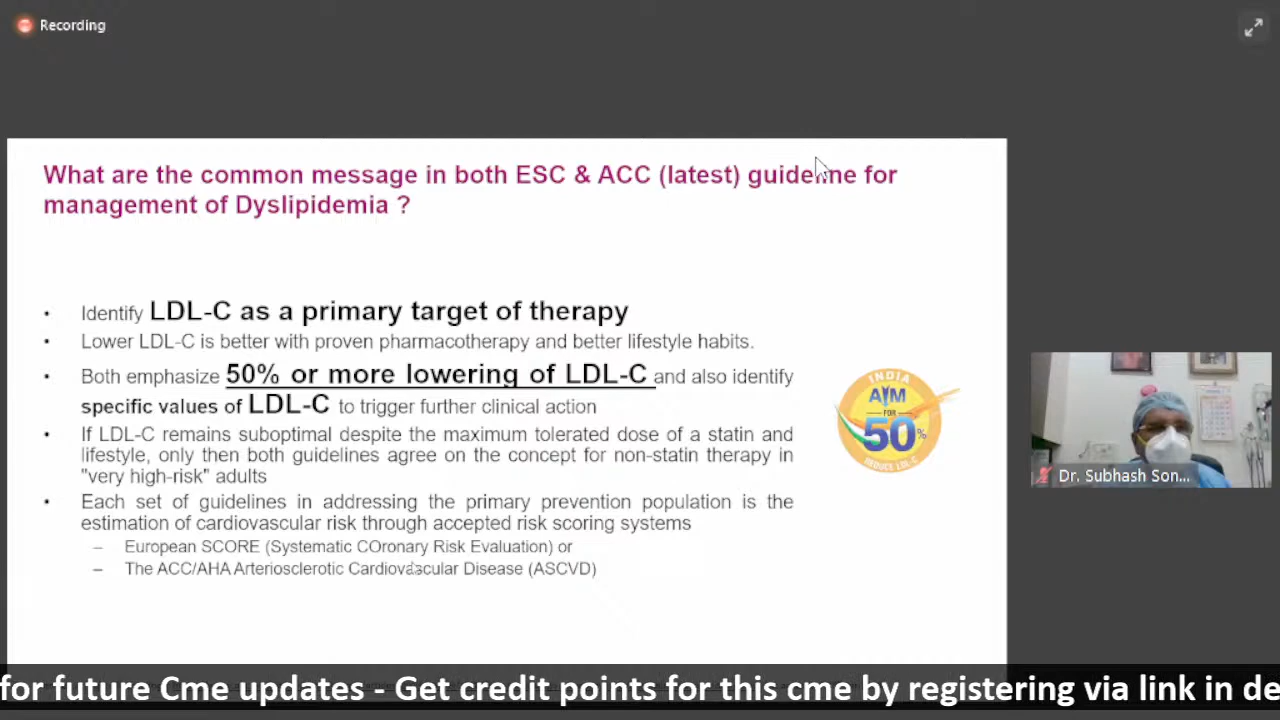 Recording
What are the common message in both ESC & ACC (latest) guideline for
management of Dyslipidemia ?
• Identify LDL-C as a primary target of therapy
• Lower LDL-C is better with proven pharmacotherapy and better lifestyle habits.
• Both emphasize 50% or more lowering of LDL-C and also identify
specific values of LDL-C to trigger further clinical action
• If LDL-C remains suboptimal despite the maximum tolerated dose of a statin and
lifestyle, only then both guidelines agree on the concept for non-statin therapy in
"very high-risk" adults
• Each set of guidelines in addressing the primary prevention population is the
estimation of cardiovascular risk through accepted risk scoring systems
– European SCORE (Systematic COronary Risk Evaluation) or
– The ACC/AHA Arteriosclerotic Cardiovascular Disease (ASCVD)
INDIA
AIM
FOR
50%
REDUCE LDL-C
Dr. Subhash Son...
for future Cme updates - Get credit points for this cme by registering via link in de